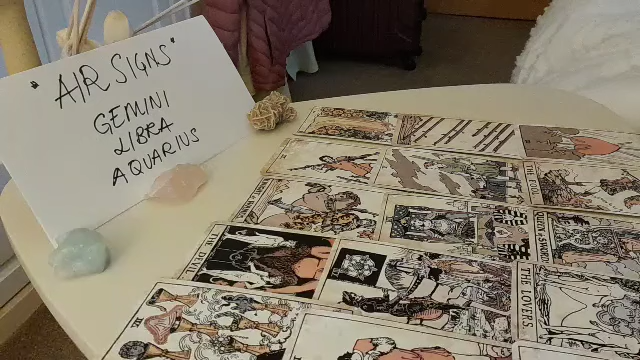 "AIR SIGNS"
GEMINI
LIBRA
AQUARIUS
THE DEVIL
THE LOVERS